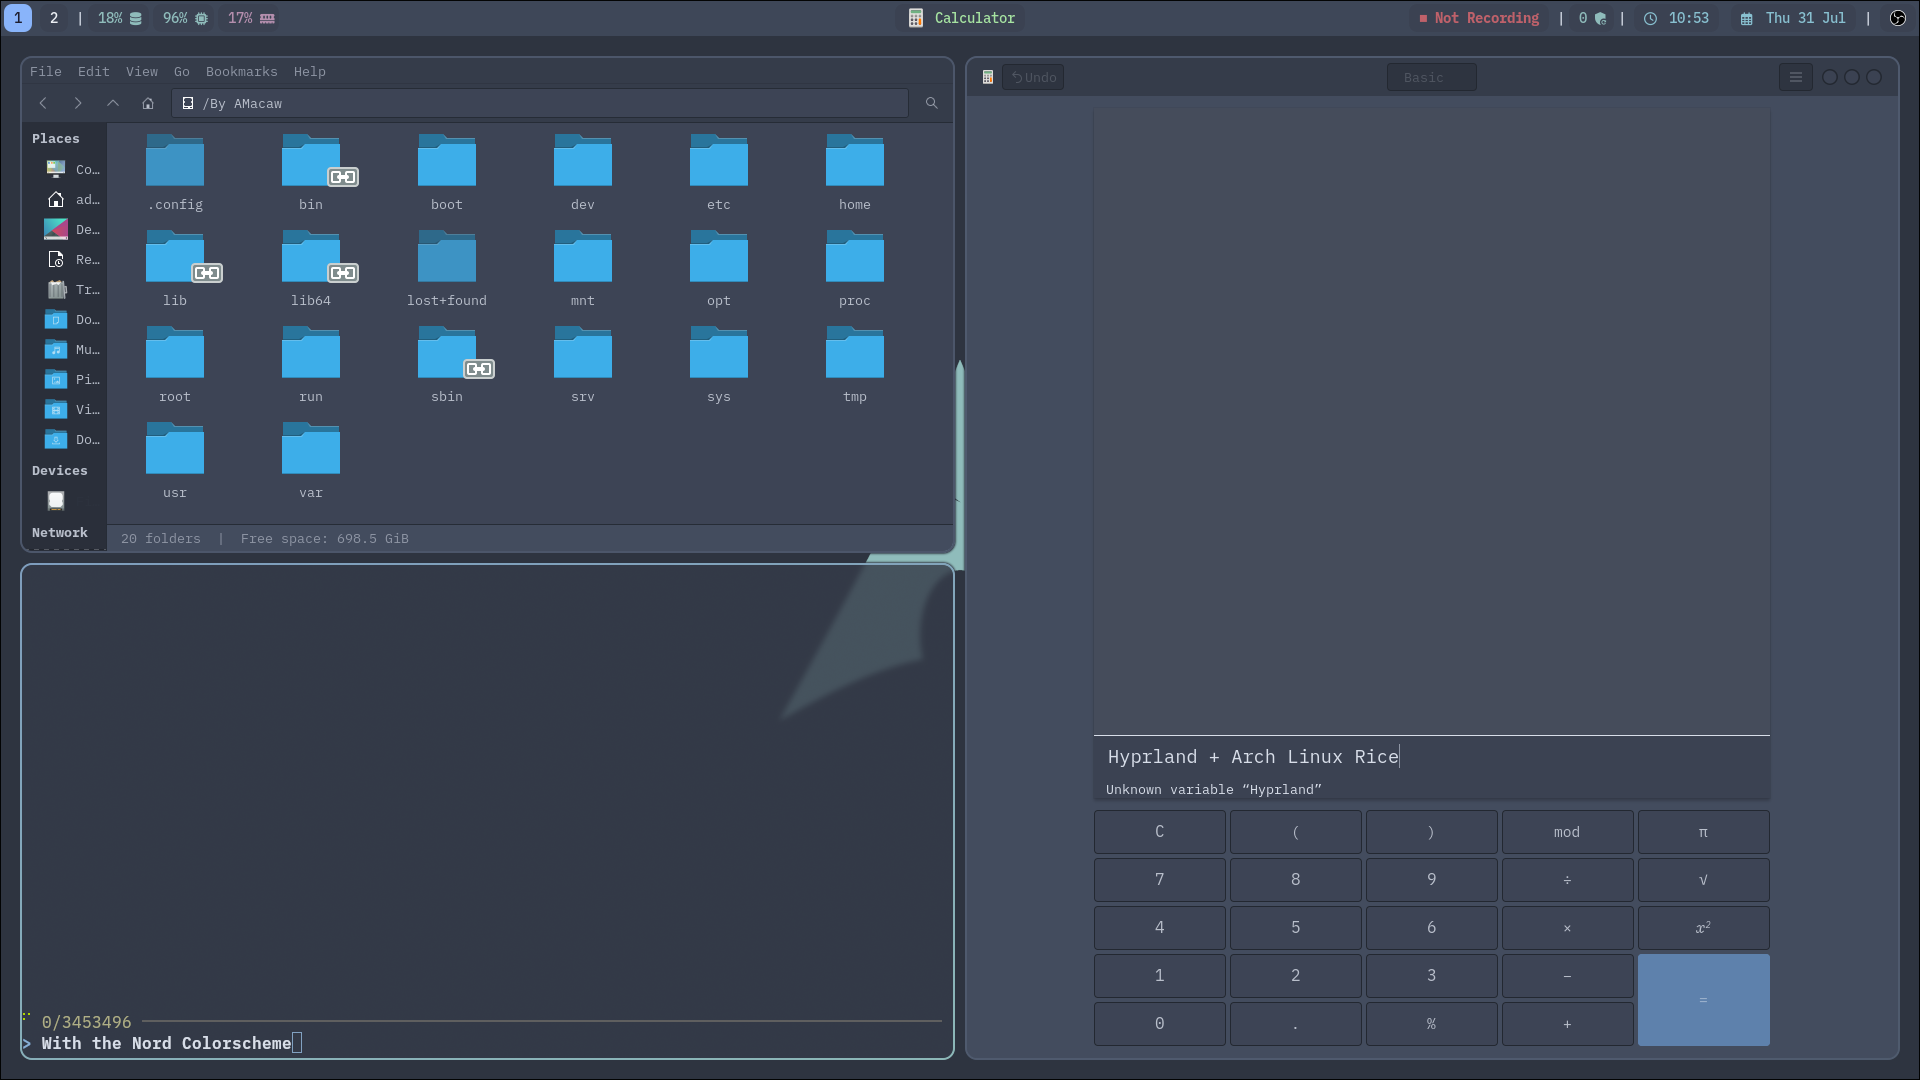 1 2 | 18% 96% 17% Calculator Not Recording | 0 | 10:53 Thu 31 Jul |
File Edit View Go Bookmarks Help
/By AMacaw
Places
Co…
ad…
De…
Re…
Tr…
Do…
Mu…
Pi…
Vi…
Do…
Devices
Network
.config bin boot dev etc home
lib lib64 lost+found mnt opt proc
root run sbin srv sys tmp
usr var
20 folders | Free space: 698.5 GiB
0/3453496
> With the Nord Colorscheme
Undo Basic
Hyprland + Arch Linux Rice
Unknown variable “Hyprland”
C ( ) mod π
7 8 9 ÷ √
4 5 6 × x²
1 2 3 − =
0 . % +